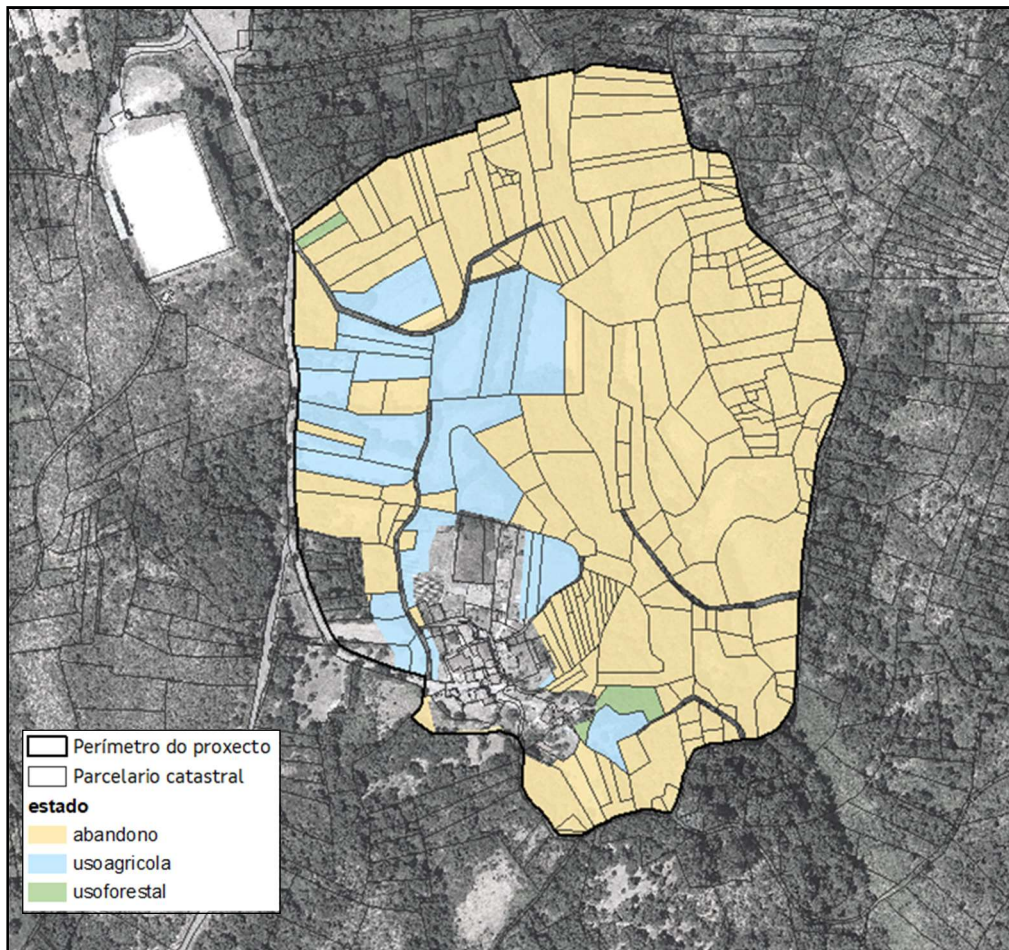 Perímetro do proxecto
Parcelario catastral
estado
abandono
usoagricola
usoforestal